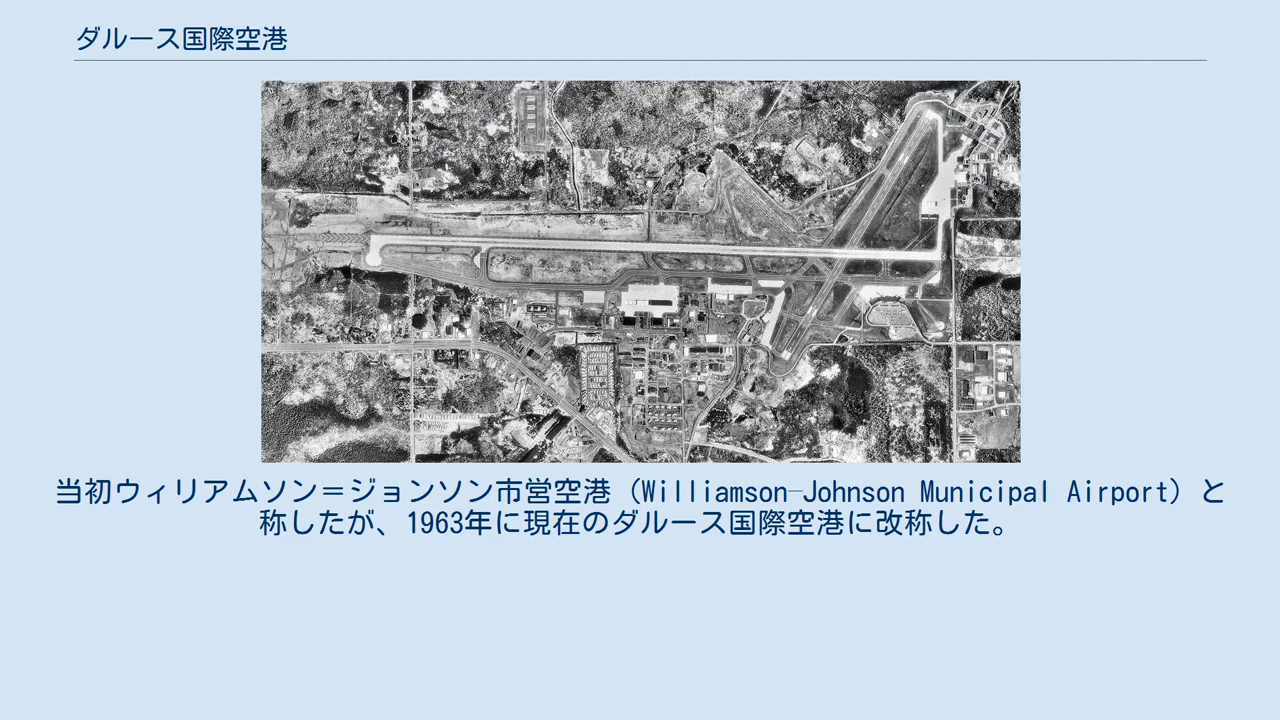 ダルース国際空港
当初ウィリアムソン＝ジョンソン市営空港（Williamson–Johnson Municipal Airport）と
称したが、1963年に現在のダルース国際空港に改称した。